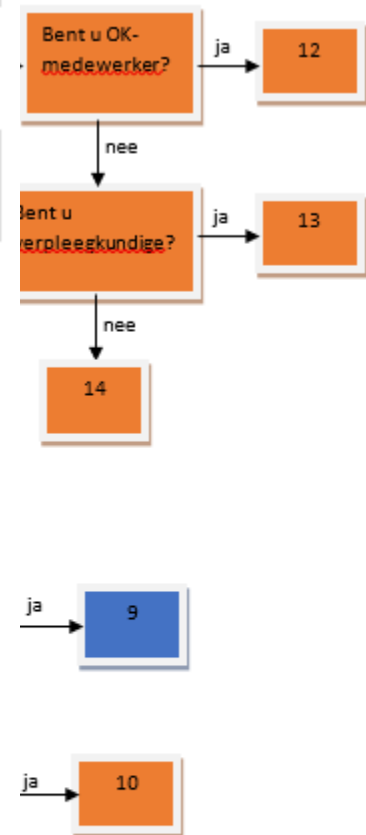 Bent u OK-
medewerker?
ja
12
nee
Bent u
verpleegkundige?
ja
13
nee
14
ja
9
ja
10